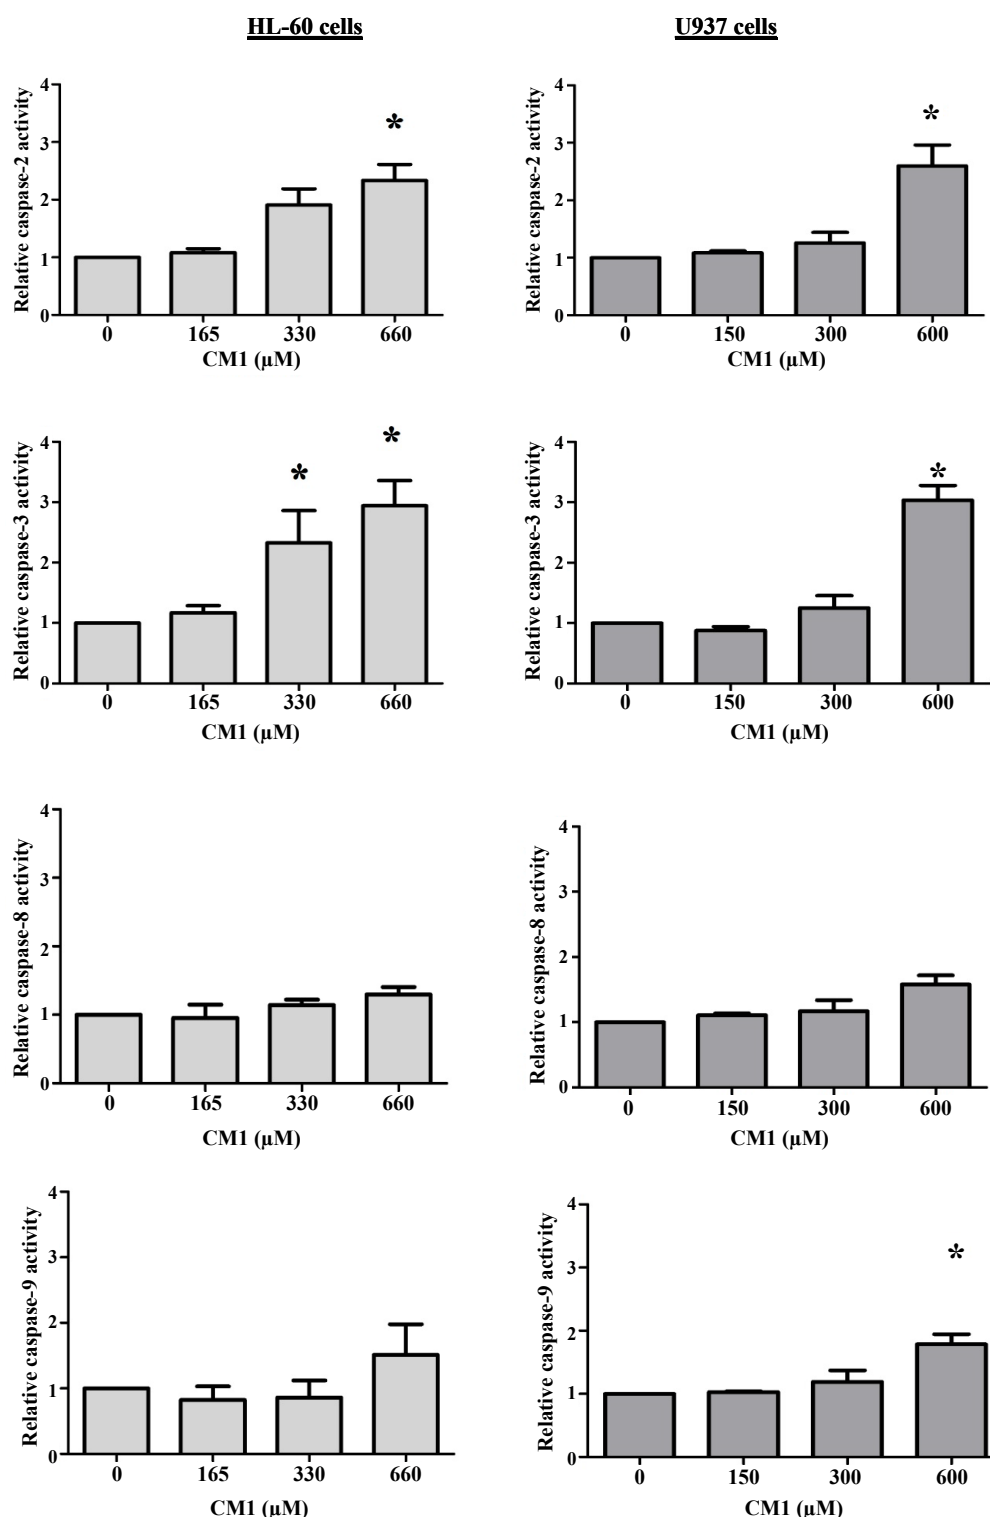 HL-60 cells
U937 cells
Relative caspase-2 activity
4
3
2
1
0
*
0 165 330 660
CM1 (µM)
Relative caspase-2 activity
4
3
2
1
0
*
0 150 300 600
CM1 (µM)
Relative caspase-3 activity
4
3
2
1
0
* *
0 165 330 660
CM1 (µM)
Relative caspase-3 activity
4
3
2
1
0
*
0 150 300 600
CM1 (µM)
Relative caspase-8 activity
4
3
2
1
0
0 165 330 660
CM1 (µM)
Relative caspase-8 activity
4
3
2
1
0
0 150 300 600
CM1 (µM)
Relative caspase-9 activity
4
3
2
1
0
0 165 330 660
CM1 (µM)
Relative caspase-9 activity
4
3
2
1
0
*
0 150 300 600
CM1 (µM)